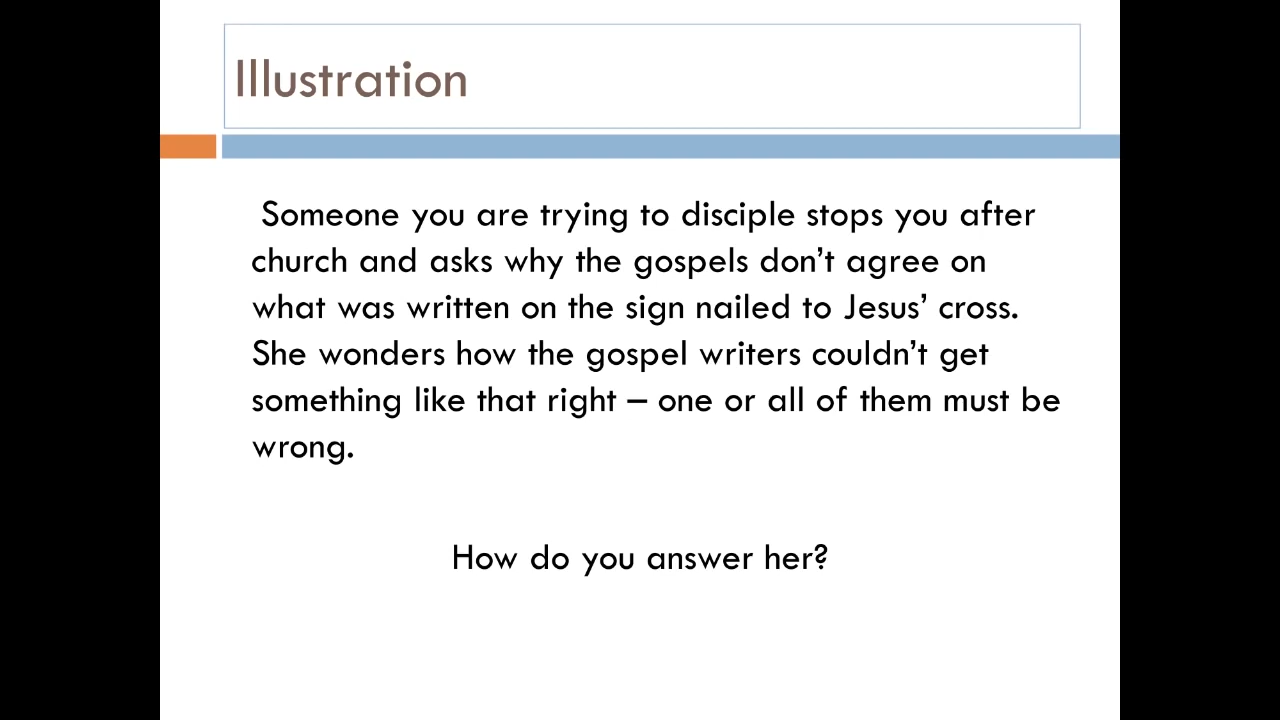 Illustration
Someone you are trying to disciple stops you after
church and asks why the gospels don’t agree on
what was written on the sign nailed to Jesus’ cross.
She wonders how the gospel writers couldn’t get
something like that right – one or all of them must be
wrong.
How do you answer her?